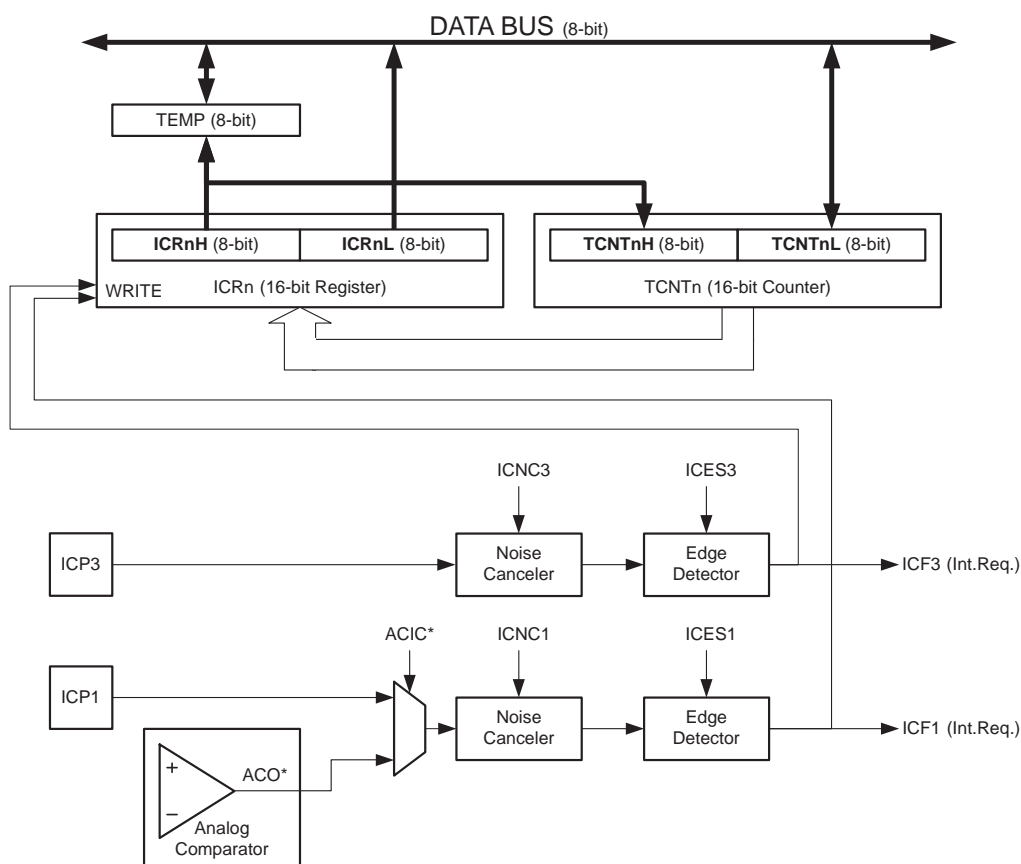 DATA BUS (8-bit)
TEMP (8-bit)
ICRnH (8-bit) ICRnL (8-bit)
WRITE
ICRn (16-bit Register)
TCNTnH (8-bit) TCNTnL (8-bit)
TCNTn (16-bit Counter)
ICNC3
ICES3
ICP3
Noise
Canceler
Edge
Detector
ICF3 (Int.Req.)
ACIC*
ICNC1
ICES1
ICP1
Noise
Canceler
Edge
Detector
ICF1 (Int.Req.)
+
−
ACO*
Analog
Comparator